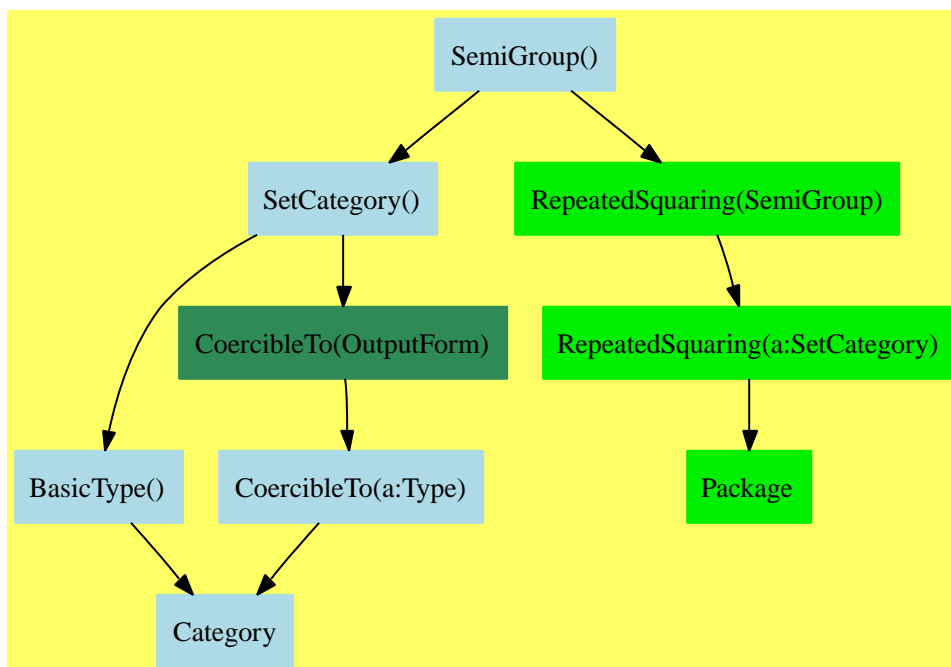 SemiGroup()
SetCategory()
RepeatedSquaring(SemiGroup)
CoercibleTo(OutputForm)
RepeatedSquaring(a:SetCategory)
BasicType()
CoercibleTo(a:Type)
Package
Category